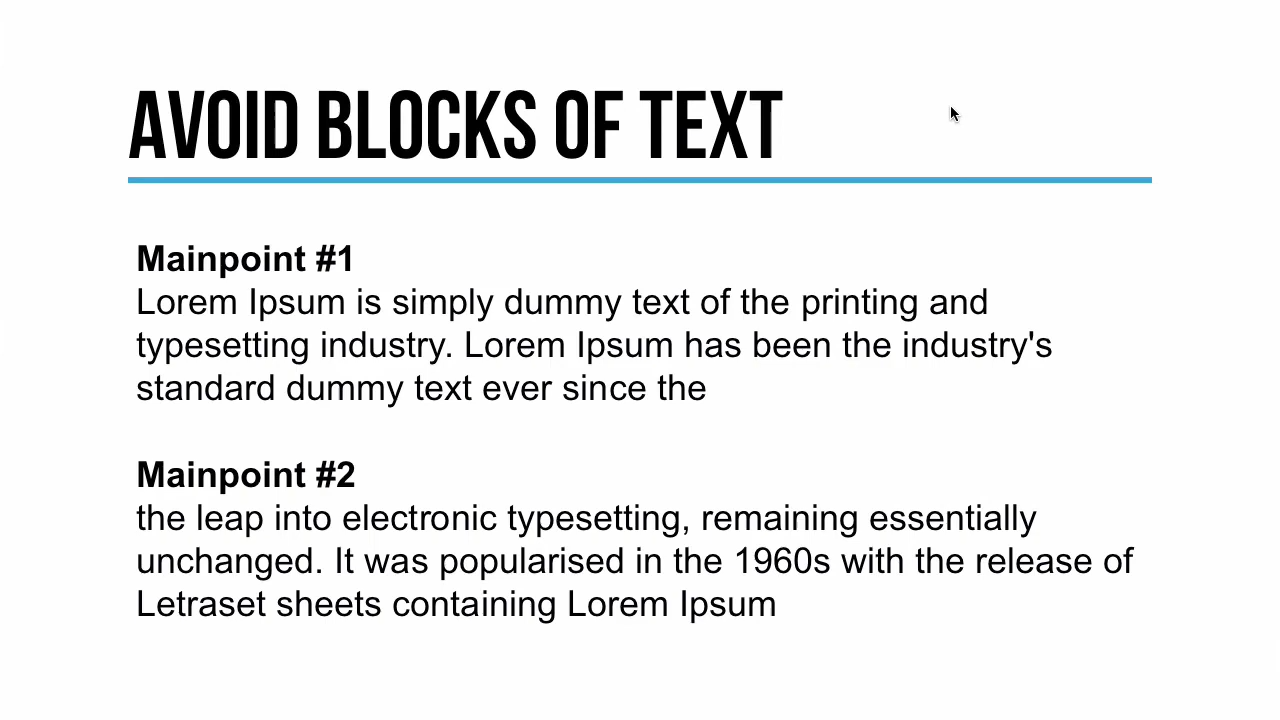 AVOID BLOCKS OF TEXT
Mainpoint #1
Lorem Ipsum is simply dummy text of the printing and
typesetting industry. Lorem Ipsum has been the industry's
standard dummy text ever since the
Mainpoint #2
the leap into electronic typesetting, remaining essentially
unchanged. It was popularised in the 1960s with the release of
Letraset sheets containing Lorem Ipsum